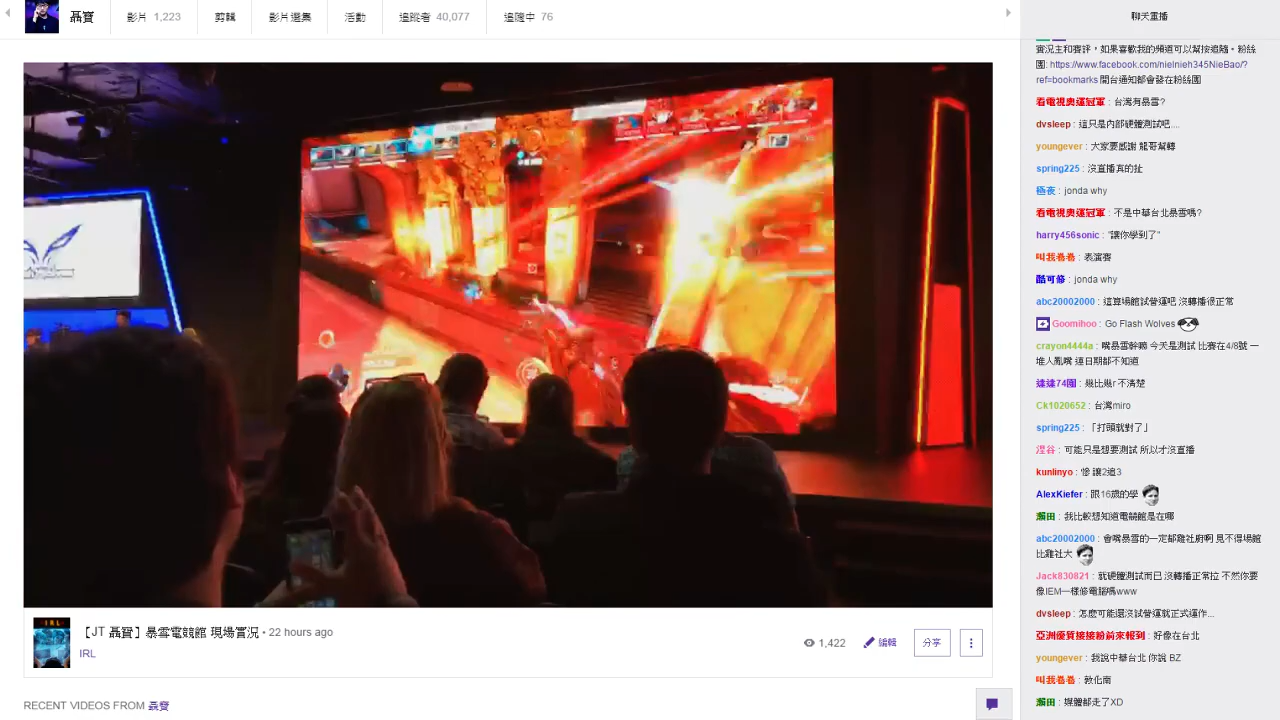 聶寶 影片 1,223 剪輯 影片選集 活動 追蹤者 40,077 追隨中 76
聊天重播
實況主和賽評，如果喜歡我的頻道可以幫按追隨。粉絲
團: https://www.facebook.com/nielnieh345NieBao/?
ref=bookmarks 開台通知都會發在粉絲團
看電視奧運冠軍 : 台灣有暴雪?
dvsleep : 這只是內部硬體測試吧....
youngever : 大家要感謝 龍哥幫轉
spring225 : 沒直播真的扯
極夜 : jonda why
看電視奧運冠軍 : 不是中華台北暴雪嗎?
harry456sonic : "讓你學到了"
叫我卷卷 : 表演賽
酷可修 : jonda why
abc20002000 : 這算場館試營運吧 沒轉播很正常
Goomihoo : Go Flash Wolves
crayon4444a : 嘴暴雪幹嘛 今天是測試 比賽在4/8號 一
堆人亂嘴 連日期都不知道
達達74團 : 幾比幾r 不清楚
Ck1020652 : 台灣miro
spring225 : 「打頭就對了」
涅谷 : 可能只是想要測試 所以才沒直播
kunlinyo : 慘 讓2追3
AlexKiefer : 跟16歲的學
瀨田 : 我比較想知道電競館是在哪
abc20002000 : 會嘴暴雪的一定都雞社廚啊 見不得場館
比雞社大
Jack830821 : 就硬體測試而已 沒轉播正常拉 不然你要
像IEM一樣修電腦嗎www
dvsleep : 怎麼可能還沒試營運就正式運作...
亞洲優質接接粉前來報到 : 好像在台北
youngever : 我說中華台北 你說 BZ
叫我卷卷 : 敦化南
瀨田 : 媒體都走了XD
IRL
【JT 聶寶】暴雪電競館 現場實況 • 22 hours ago
IRL
1,422 編輯 分享
RECENT VIDEOS FROM 聶寶